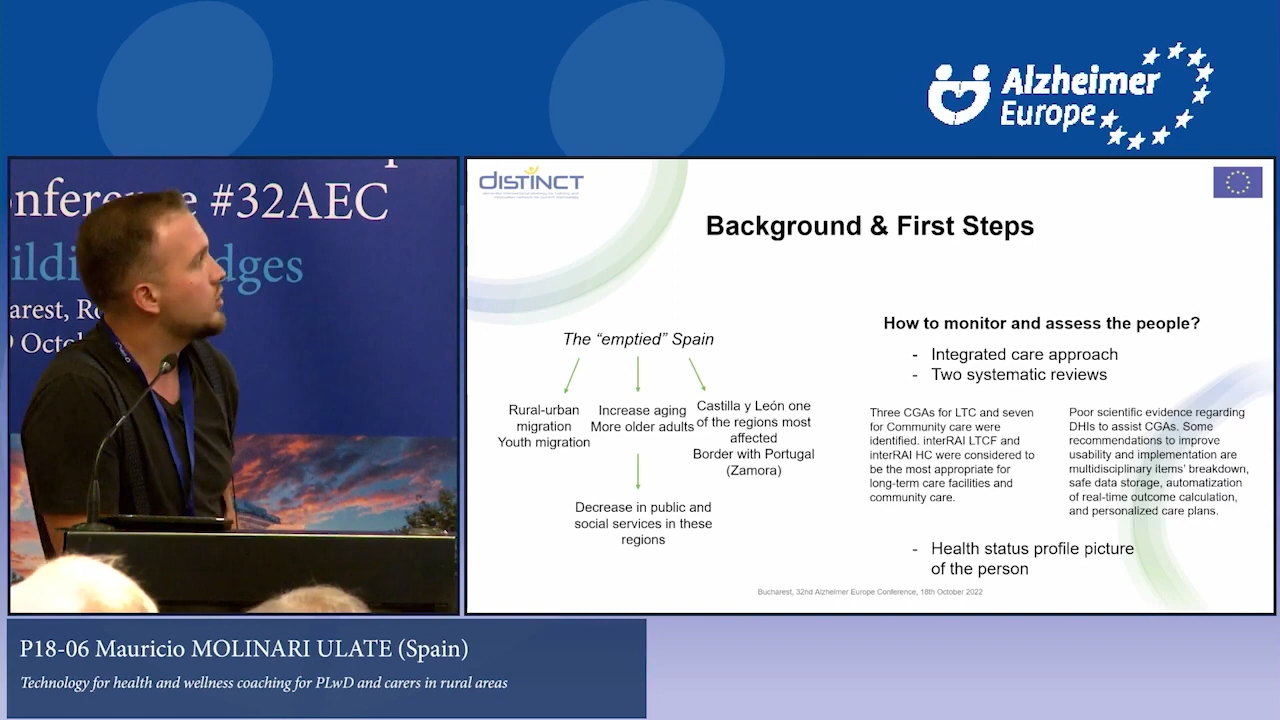 Alzheimer
Europe
#32AEC
DISTINCT
Background & First Steps
The “emptied” Spain
Rural-urban
migration
Youth migration
Increase aging
More older adults
Castilla y León one
of the regions most
affected
Border with Portugal
(Zamora)
Decrease in public and
social services in these
regions
How to monitor and assess the people?
- Integrated care approach
- Two systematic reviews
Three CGAs for LTC and seven
for Community care were
identified. interRAI LTCF and
interRAI HC were considered to
be the most appropriate for
long-term care facilities and
community care.
Poor scientific evidence regarding
DHIs to assist CGAs. Some
recommendations to improve
usability and implementation are
multidisciplinary items’ breakdown,
safe data storage, automatization
of real-time outcome calculation,
and personalized care plans.
- Health status profile picture
of the person
Bucharest, 32nd Alzheimer Europe Conference, 18th October 2022
P18-06 Mauricio MOLINARI ULATE (Spain)
Technology for health and wellness coaching for PLwD and carers in rural areas